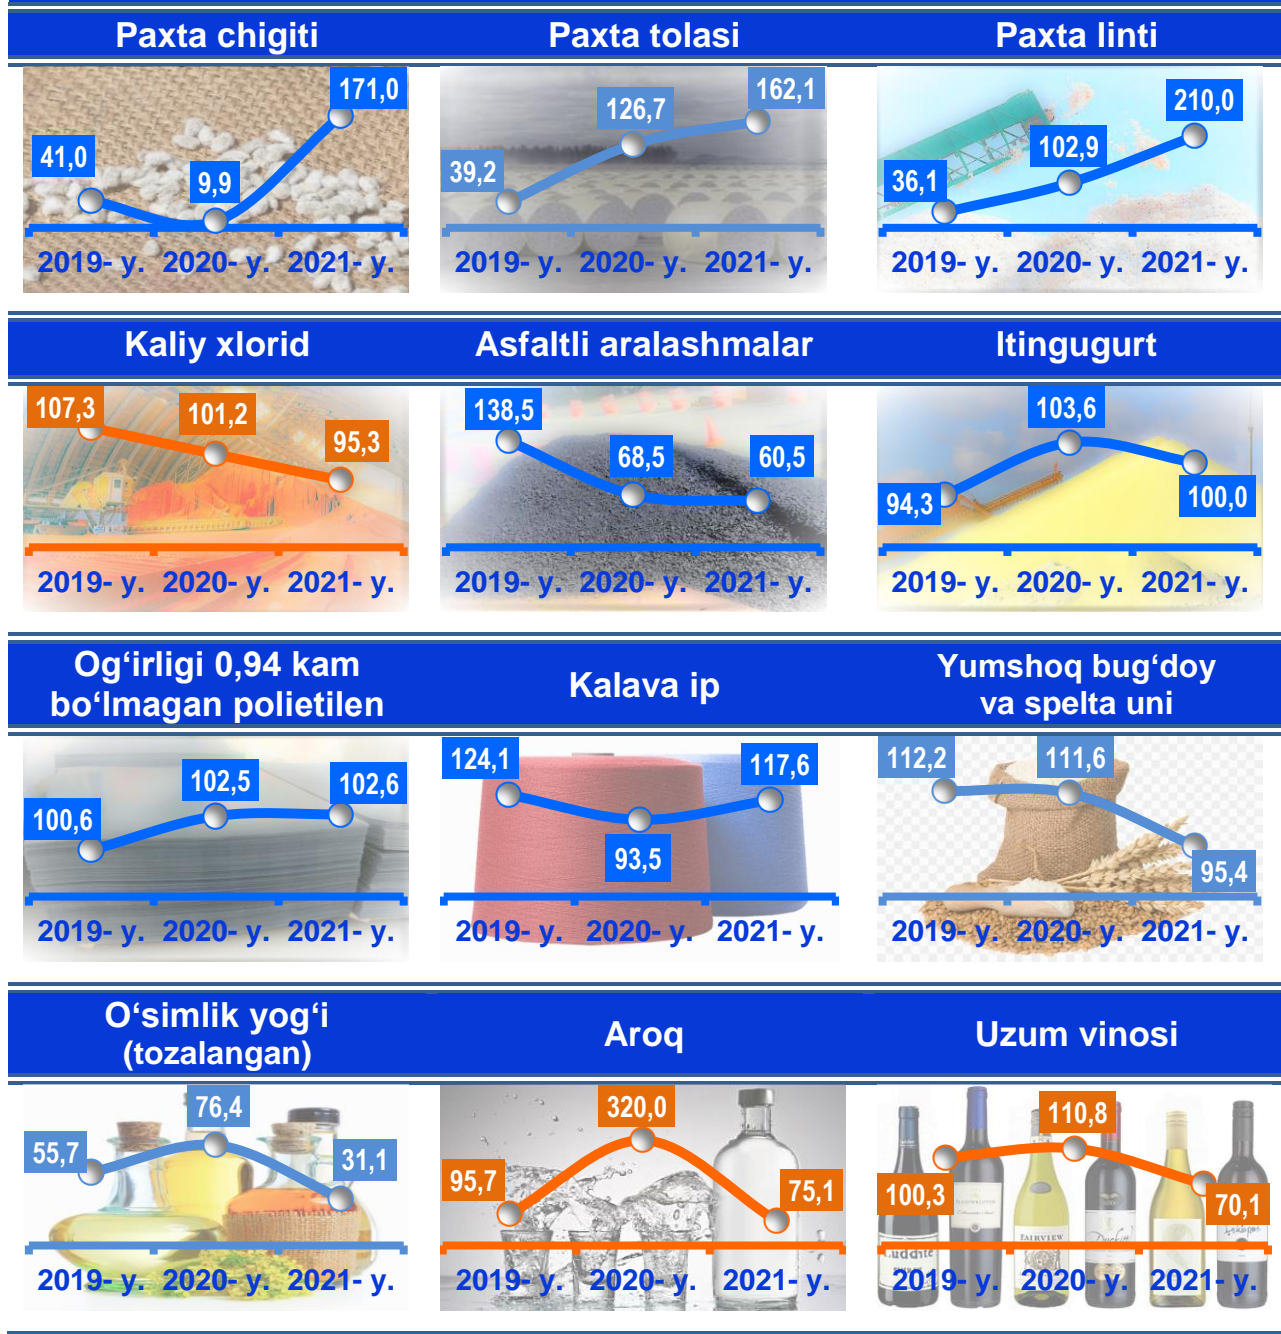 Paxta chigiti
Paxta tolasi
Paxta linti
41,0
9,9
171,0
2019- y. 2020- y. 2021- y.
39,2
126,7
162,1
2019- y. 2020- y. 2021- y.
36,1
102,9
210,0
2019- y. 2020- y. 2021- y.
Kaliy xlorid
Asfaltli aralashmalar
Itingugurt
107,3
101,2
95,3
2019- y. 2020- y. 2021- y.
138,5
68,5
60,5
2019- y. 2020- y. 2021- y.
94,3
103,6
100,0
2019- y. 2020- y. 2021- y.
Og‘irligi 0,94 kam
bo‘lmagan polietilen
Kalava ip
Yumshoq bug‘doy
va spelta uni
100,6
102,5
102,6
2019- y. 2020- y. 2021- y.
124,1
93,5
117,6
2019- y. 2020- y. 2021- y.
112,2
111,6
95,4
2019- y. 2020- y. 2021- y.
O‘simlik yog‘i
(tozalangan)
Aroq
Uzum vinosi
55,7
76,4
31,1
2019- y. 2020- y. 2021- y.
95,7
320,0
75,1
2019- y. 2020- y. 2021- y.
100,3
110,8
70,1
FAIRVIEW
2019- y. 2020- y. 2021- y.